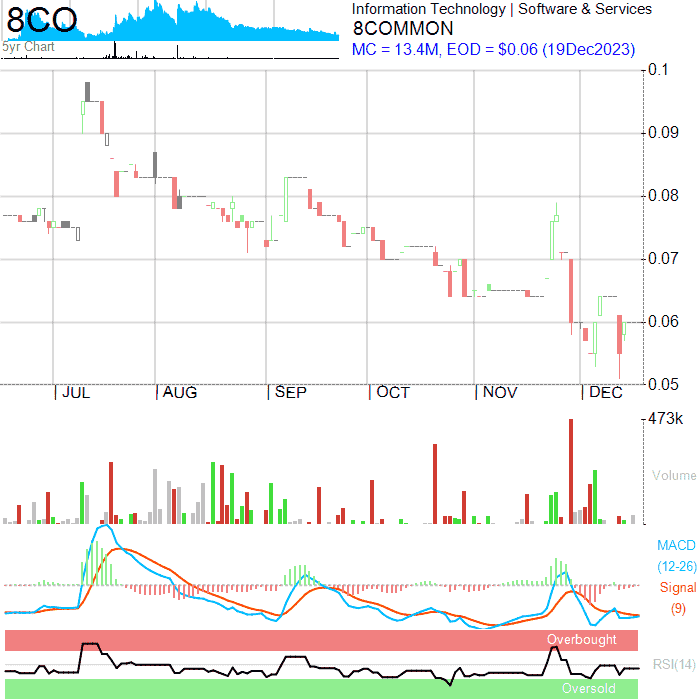 8CO
5yr Chart
Information Technology | Software & Services
8COMMON
MC = 13.4M, EOD = $0.06 (19Dec2023)
0.1
0.09
0.08
0.07
0.06
0.05
JUL AUG SEP OCT NOV DEC
473k
Volume
MACD
(12-26)
Signal
(9)
Overbought
RSI(14)
Oversold